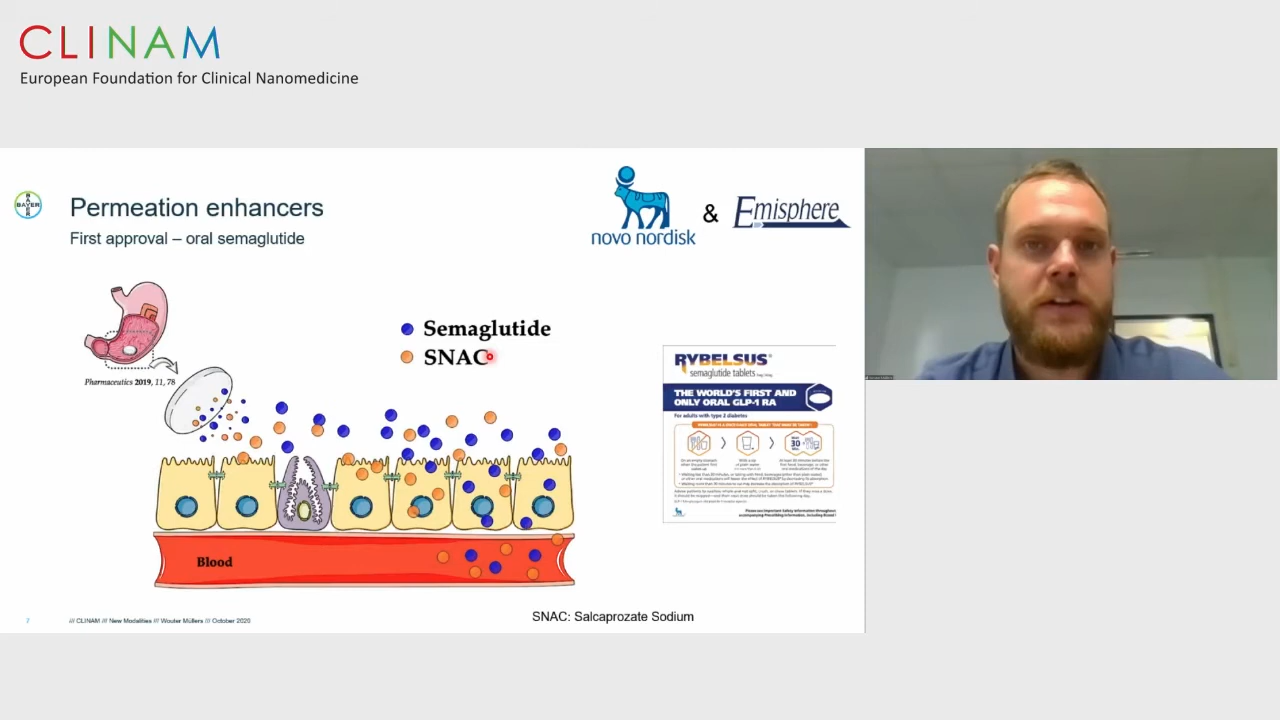 CLINAM
European Foundation for Clinical Nanomedicine
BAYER
Permeation enhancers
First approval – oral semaglutide
novo nordisk
&
Emisphere
Semaglutide
SNAC
Pharmaceutics 2019, 11, 78
Blood
RYBELSUS
semaglutide tablets
THE WORLD'S FIRST AND
ONLY ORAL GLP-1 RA
For adults with type 2 diabetes
30
SNAC: Salcaprozate Sodium
2
/// CLINAM /// New Modalities /// Wouter Müllers /// October 2020